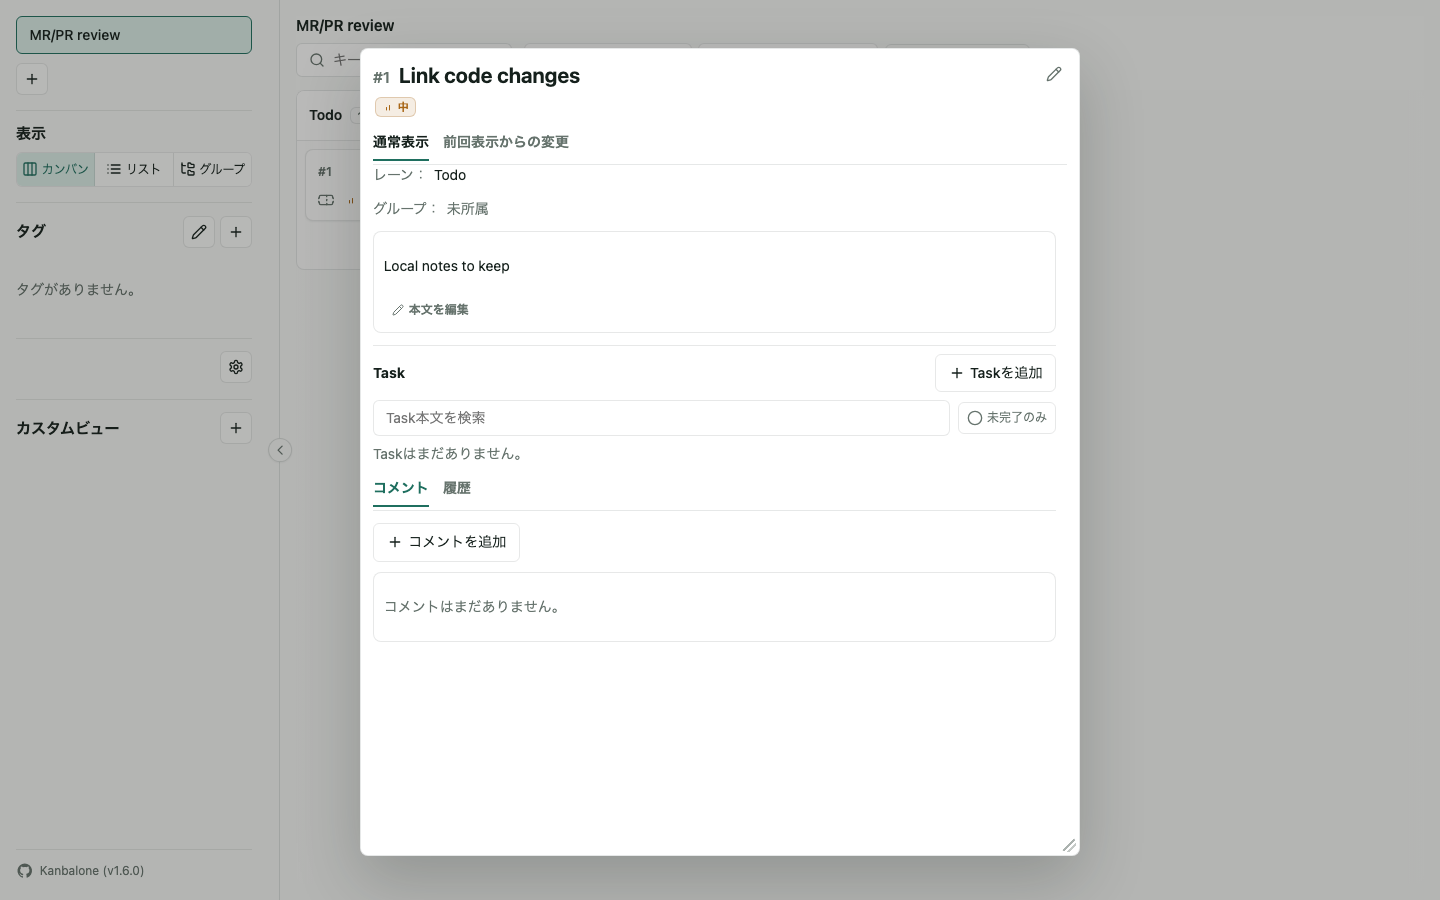 MR/PR review
表示
カンバン リスト グループ
タグ
タグがありません。
カスタムビュー
Kanbalone (v1.6.0)
MR/PR review
Todo
#1
#1 Link code changes
中
通常表示 前回表示からの変更
レーン： Todo
グループ： 未所属
Local notes to keep
本文を編集
Task
Taskを追加
Task本文を検索
未完了のみ
Taskはまだありません。
コメント 履歴
コメントを追加
コメントはまだありません。